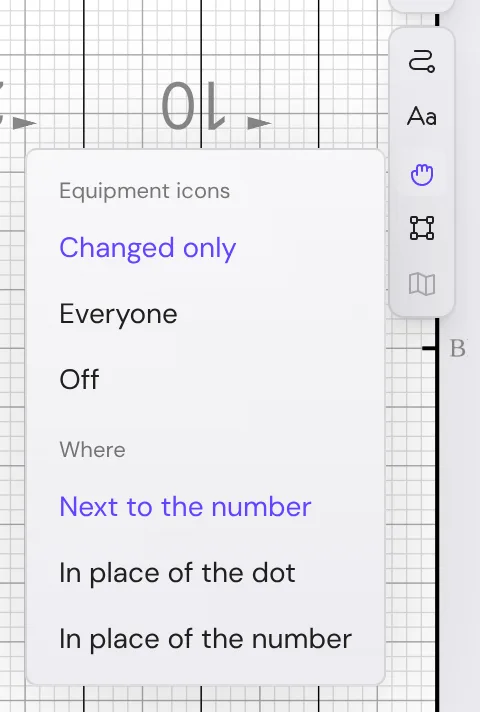 10
Aa
Equipment icons
Changed only
Everyone
Off
B
Where
Next to the number
In place of the dot
In place of the number